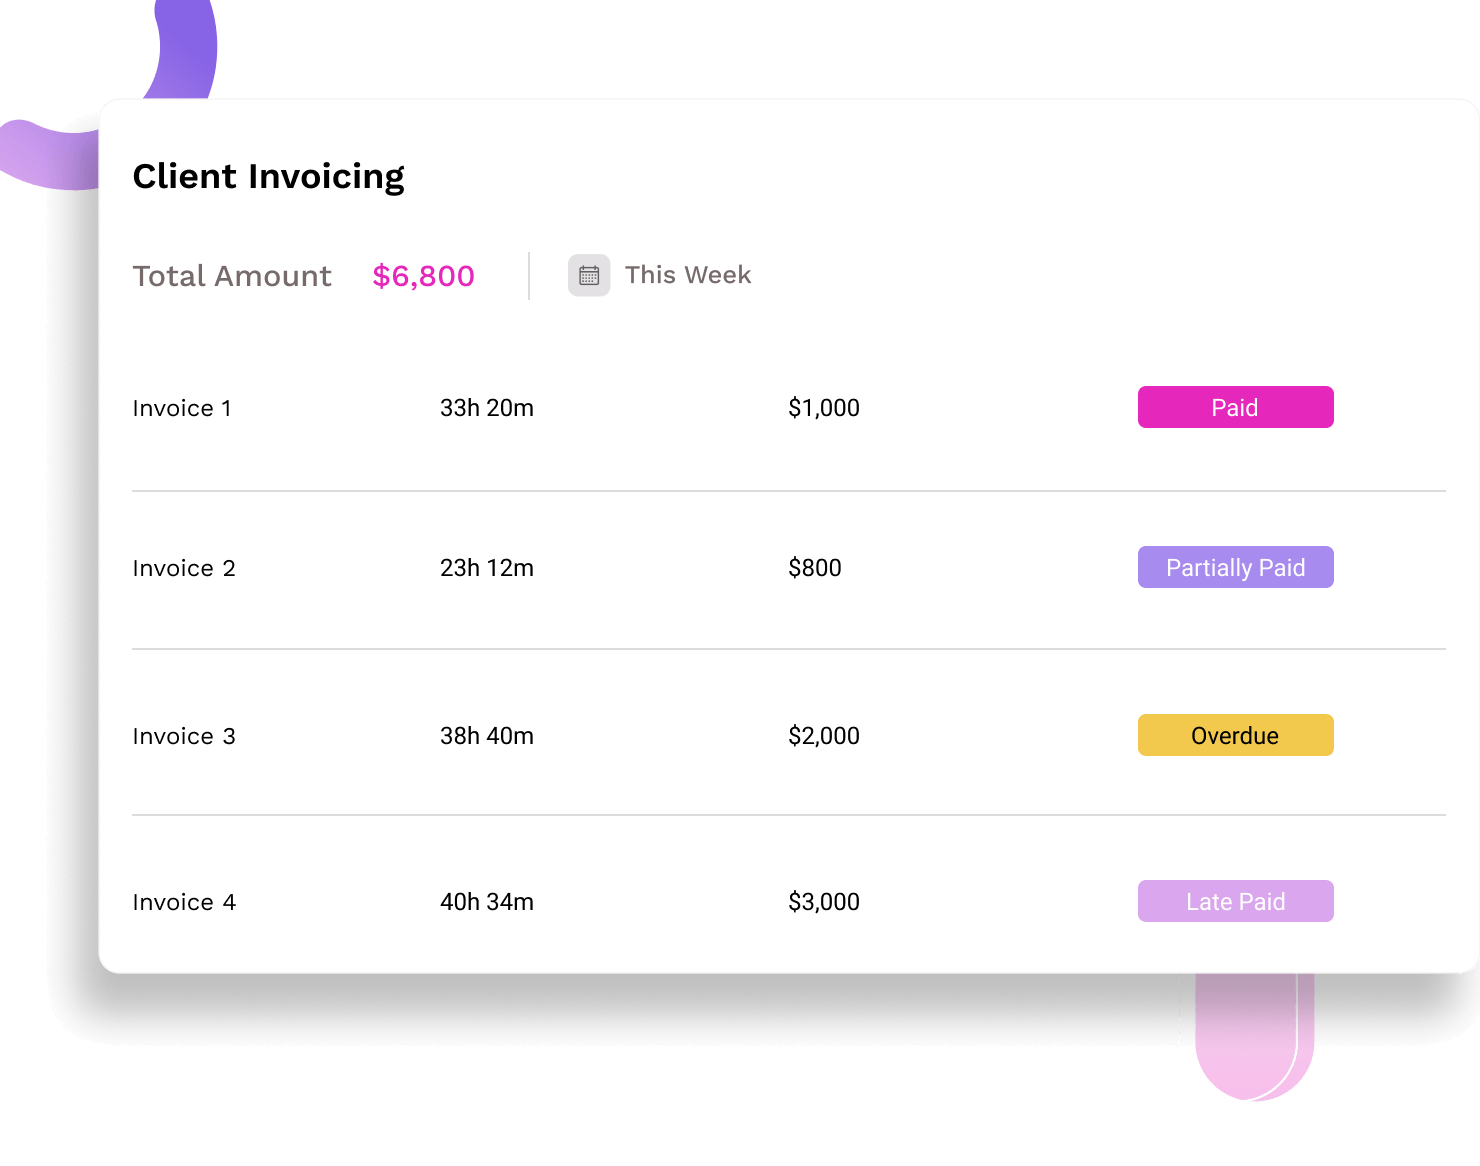 Client Invoicing
Total Amount $6,800 This Week
Invoice 1 33h 20m $1,000 Paid
Invoice 2 23h 12m $800 Partially Paid
Invoice 3 38h 40m $2,000 Overdue
Invoice 4 40h 34m $3,000 Late Paid